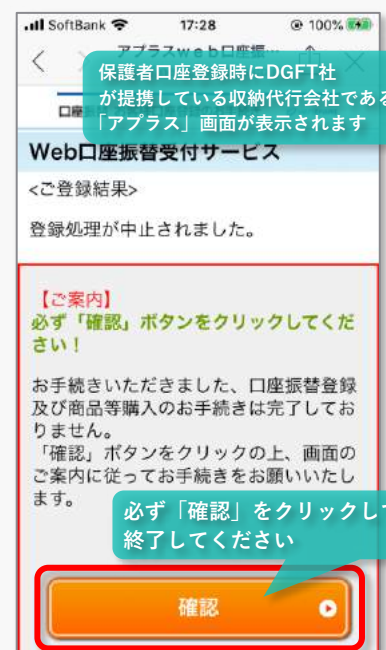 SoftBank 17:28 100%
アプラスweb口座振…
保護者口座登録時にDGFT社
が提携している収納代行会社である
「アプラス」画面が表示されます
口座
Web口座振替受付サービス
<ご登録結果>
登録処理が中止されました。
【ご案内】
必ず「確認」ボタンをクリックしてくだ
さい！
お手続きいただきました、口座振替登録
及び商品等購入のお手続きは完了してお
りません。
「確認」ボタンをクリックの上、画面の
ご案内に従ってお手続きをお願いいたし
ます。
必ず「確認」をクリックして
終了してください
確認